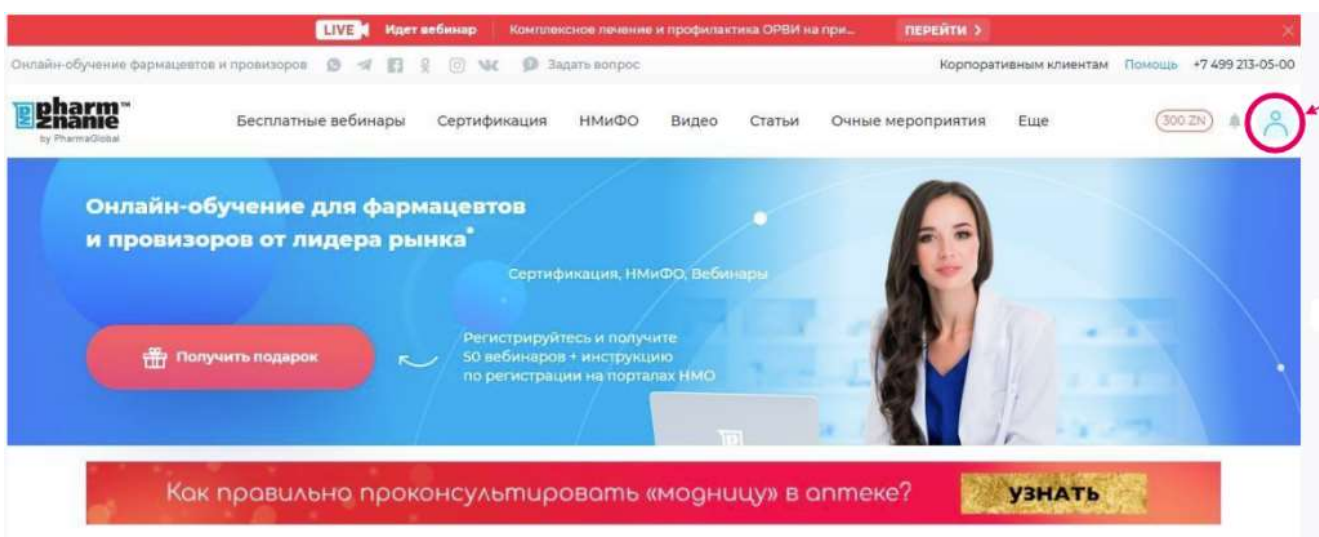 LIVE Идет вебинар Комплексное лечение и профилактика ОРВИ на при... ПЕРЕЙТИ
Онлайн-обучение фармацевтов и провизоров Задать вопрос Корпоративным клиентам Помощь +7 499 213-05-00
pharm™
znanie
by PharmaGlobal
Бесплатные вебинары Сертификация НМиФО Видео Статьи Очные мероприятия Еще 300 ZN
Онлайн-обучение для фармацевтов
и провизоров от лидера рынка*
Сертификация, НМиФО, Вебинары
Получить подарок
Регистрируйтесь и получите
50 вебинаров + инструкцию
по регистрации на порталах НМО
Как правильно проконсультировать «модницу» в аптеке? УЗНАТЬ